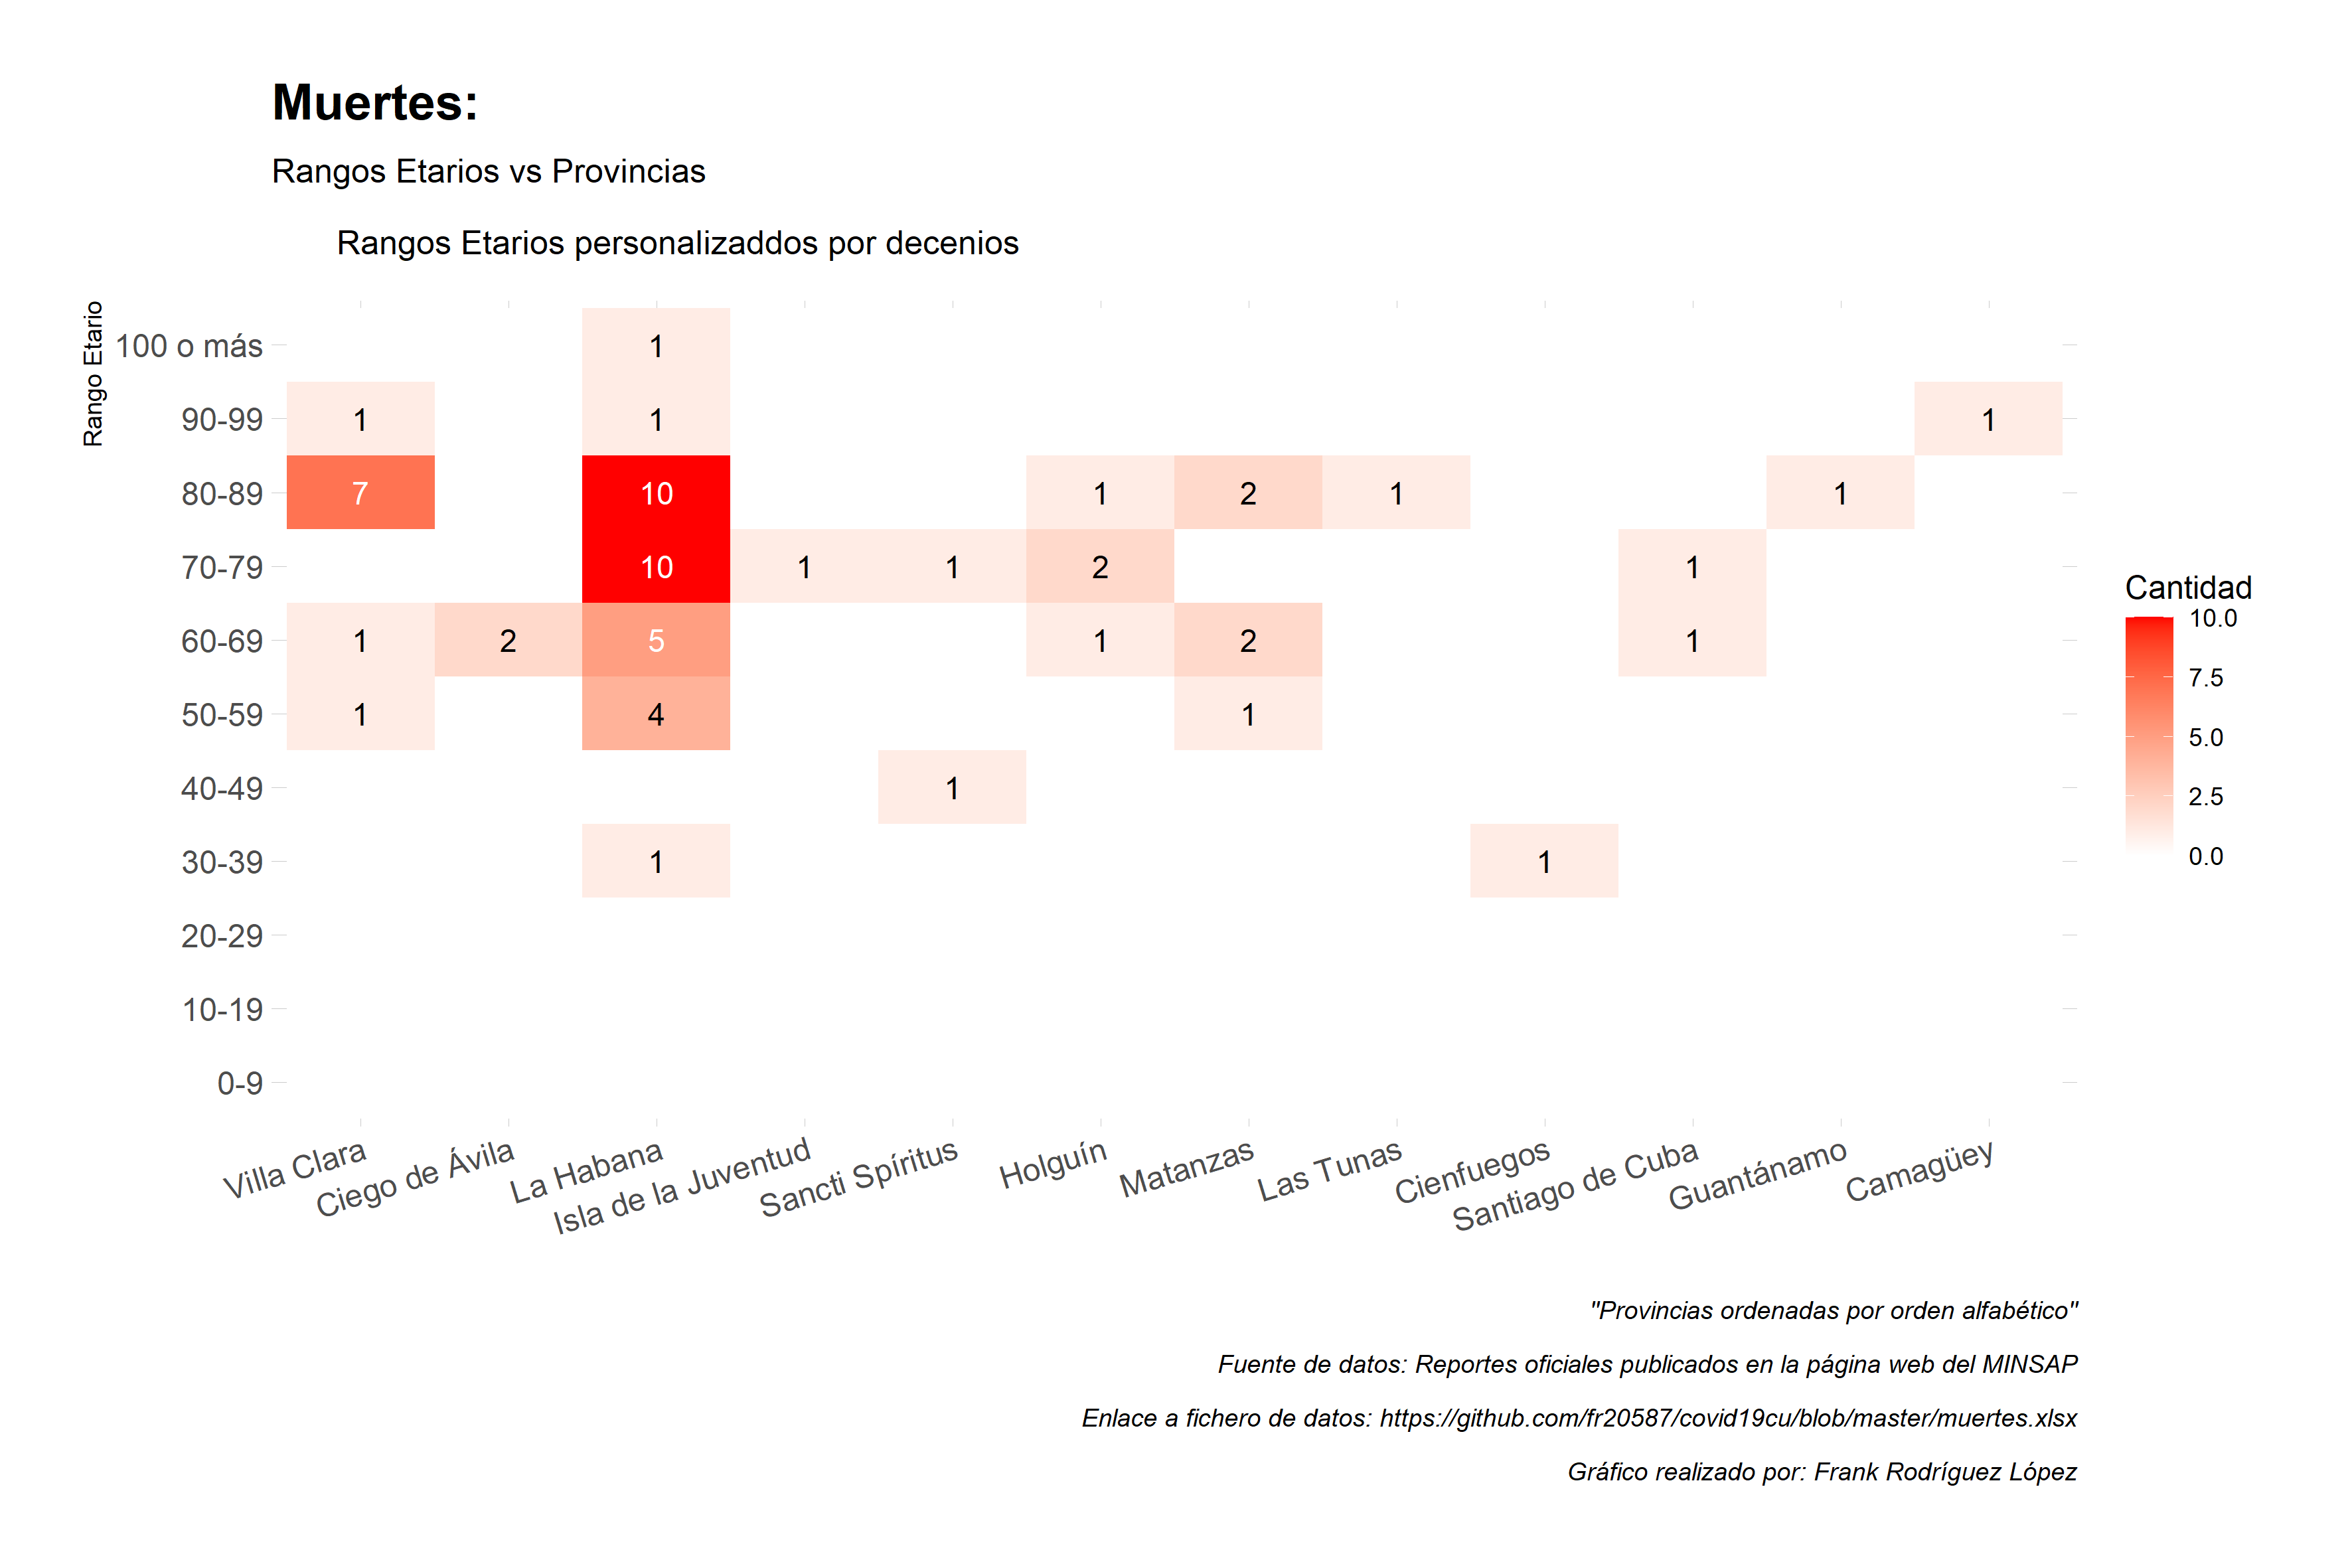 Muertes:
Rangos Etarios vs Provincias
Rangos Etarios personalizaddos por decenios
Rango Etario
100 o más
1
90-99
1
1
1
80-89
7
10
1
2
1
1
70-79
10
1
1
2
1
60-69
1
2
5
1
2
1
50-59
1
4
1
40-49
1
30-39
1
1
20-29
10-19
0-9
Villa Clara
Ciego de Ávila
La Habana
Isla de la Juventud
Sancti Spíritus
Holguín
Matanzas
Las Tunas
Cienfuegos
Santiago de Cuba
Guantánamo
Camagüey
Cantidad
10.0
7.5
5.0
2.5
0.0
"Provincias ordenadas por orden alfabético"
Fuente de datos: Reportes oficiales publicados en la página web del MINSAP
Enlace a fichero de datos: https://github.com/fr20587/covid19cu/blob/master/muertes.xlsx
Gráfico realizado por: Frank Rodríguez López